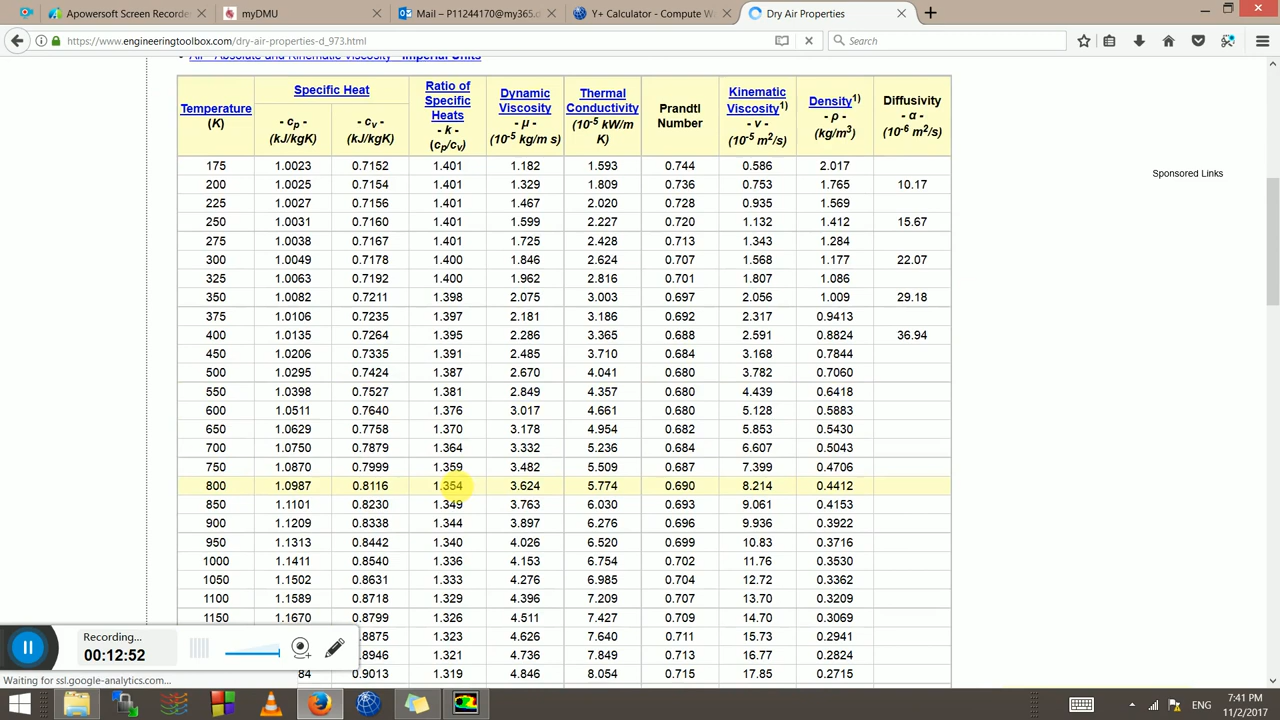 Apowersoft Screen Recorder
myDMU
Mail – P11244170@my365.d
Y+ Calculator - Compute W
Dry Air Properties
https://www.engineeringtoolbox.com/dry-air-properties-d_973.html
Search
Air - Absolute and Kinematic Viscosity - Imperial Units
Temperature (K)
Specific Heat
- cp - (kJ/kgK)
- cv - (kJ/kgK)
Ratio of Specific Heats - k - (cp/cv)
Dynamic Viscosity - μ - (10-5 kg/m s)
Thermal Conductivity (10-5 kW/m K)
Prandtl Number
Kinematic Viscosity1) - ν - (10-5 m2/s)
Density1) - ρ - (kg/m3)
Diffusivity - α - (10-6 m2/s)
175 1.0023 0.7152 1.401 1.182 1.593 0.744 0.586 2.017
200 1.0025 0.7154 1.401 1.329 1.809 0.736 0.753 1.765 10.17
225 1.0027 0.7156 1.401 1.467 2.020 0.728 0.935 1.569
250 1.0031 0.7160 1.401 1.599 2.227 0.720 1.132 1.412 15.67
275 1.0038 0.7167 1.401 1.725 2.428 0.713 1.343 1.284
300 1.0049 0.7178 1.400 1.846 2.624 0.707 1.568 1.177 22.07
325 1.0063 0.7192 1.400 1.962 2.816 0.701 1.807 1.086
350 1.0082 0.7211 1.398 2.075 3.003 0.697 2.056 1.009 29.18
375 1.0106 0.7235 1.397 2.181 3.186 0.692 2.317 0.9413
400 1.0135 0.7264 1.395 2.286 3.365 0.688 2.591 0.8824 36.94
450 1.0206 0.7335 1.391 2.485 3.710 0.684 3.168 0.7844
500 1.0295 0.7424 1.387 2.670 4.041 0.680 3.782 0.7060
550 1.0398 0.7527 1.381 2.849 4.357 0.680 4.439 0.6418
600 1.0511 0.7640 1.376 3.017 4.661 0.680 5.128 0.5883
650 1.0629 0.7758 1.370 3.178 4.954 0.682 5.853 0.5430
700 1.0750 0.7879 1.364 3.332 5.236 0.684 6.607 0.5043
750 1.0870 0.7999 1.359 3.482 5.509 0.687 7.399 0.4706
800 1.0987 0.8116 1.354 3.624 5.774 0.690 8.214 0.4412
850 1.1101 0.8230 1.349 3.763 6.030 0.693 9.061 0.4153
900 1.1209 0.8338 1.344 3.897 6.276 0.696 9.936 0.3922
950 1.1313 0.8442 1.340 4.026 6.520 0.699 10.83 0.3716
1000 1.1411 0.8540 1.336 4.153 6.754 0.702 11.76 0.3530
1050 1.1502 0.8631 1.333 4.276 6.985 0.704 12.72 0.3362
1100 1.1589 0.8718 1.329 4.396 7.209 0.707 13.70 0.3209
1150 1.1670 0.8799 1.326 4.511 7.427 0.709 14.70 0.3069
8875 1.323 4.626 7.640 0.711 15.73 0.2941
8946 1.321 4.736 7.849 0.713 16.77 0.2824
84 0.9013 1.319 4.846 8.054 0.715 17.85 0.2715
Sponsored Links
Recording...
00:12:52
Waiting for ssl.google-analytics.com...
ENG
7:41 PM
11/2/2017